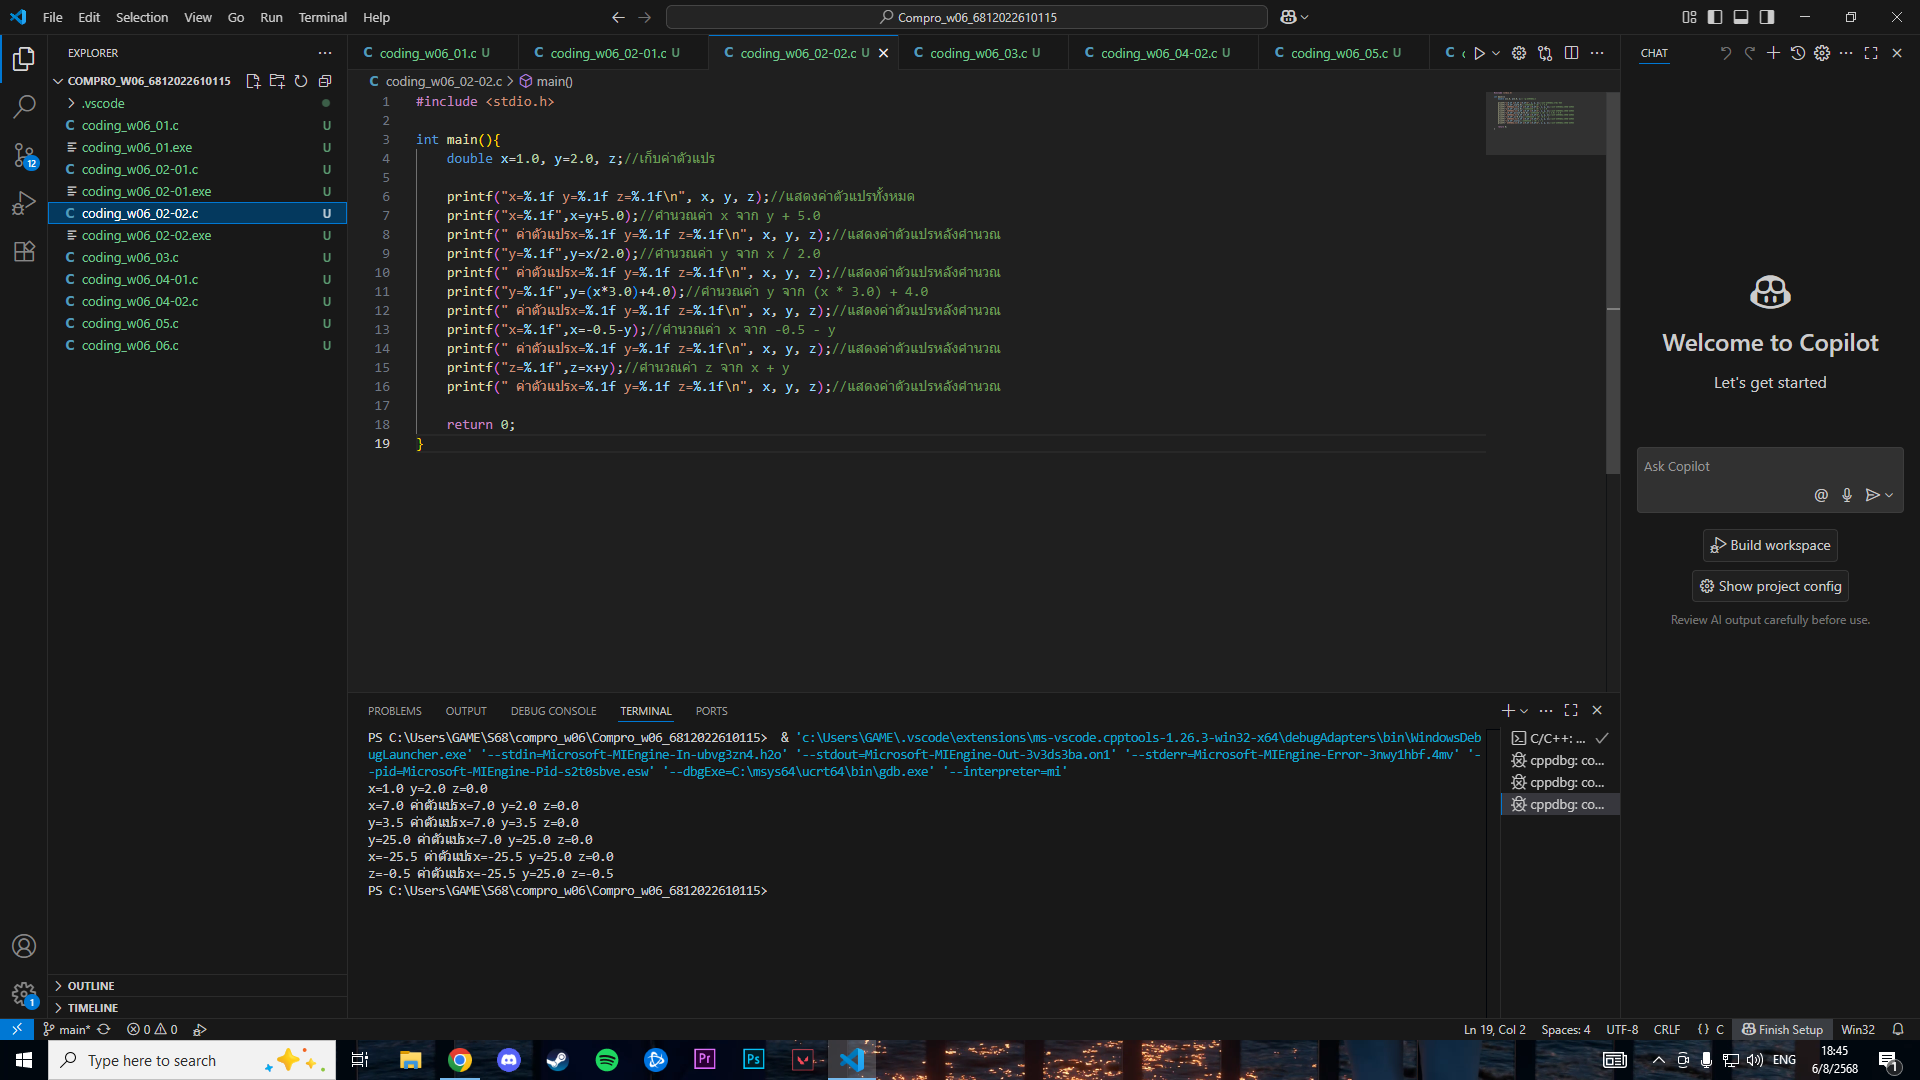 File Edit Selection View Go Run Terminal Help
Compro_w06_6812022610115
EXPLORER
COMPRO_W06_6812022610115
.vscode
coding_w06_01.c U
coding_w06_01.exe U
coding_w06_02-01.c U
coding_w06_02-01.exe U
coding_w06_02-02.c U
coding_w06_02-02.exe U
coding_w06_03.c U
coding_w06_04-01.c U
coding_w06_04-02.c U
coding_w06_05.c U
coding_w06_06.c U
OUTLINE
TIMELINE
12
1
C coding_w06_01.c U C coding_w06_02-01.c U C coding_w06_02-02.c U C coding_w06_03.c U C coding_w06_04-02.c U C coding_w06_05.c U C
C coding_w06_02-02.c > main()
1 #include <stdio.h>
2
3 int main(){
4 double x=1.0, y=2.0, z;//เก็บค่าตัวแปร
5
6 printf("x=%.1f y=%.1f z=%.1f\n", x, y, z);//แสดงค่าตัวแปรทั้งหมด
7 printf("x=%.1f",x=y+5.0);//คำนวณค่า x จาก y + 5.0
8 printf(" ค่าตัวแปรx=%.1f y=%.1f z=%.1f\n", x, y, z);//แสดงค่าตัวแปรหลังคำนวณ
9 printf("y=%.1f",y=x/2.0);//คำนวณค่า y จาก x / 2.0
10 printf(" ค่าตัวแปรx=%.1f y=%.1f z=%.1f\n", x, y, z);//แสดงค่าตัวแปรหลังคำนวณ
11 printf("y=%.1f",y=(x*3.0)+4.0);//คำนวณค่า y จาก (x * 3.0) + 4.0
12 printf(" ค่าตัวแปรx=%.1f y=%.1f z=%.1f\n", x, y, z);//แสดงค่าตัวแปรหลังคำนวณ
13 printf("x=%.1f",x=-0.5-y);//คำนวณค่า x จาก -0.5 - y
14 printf(" ค่าตัวแปรx=%.1f y=%.1f z=%.1f\n", x, y, z);//แสดงค่าตัวแปรหลังคำนวณ
15 printf("z=%.1f",z=x+y);//คำนวณค่า z จาก x + y
16 printf(" ค่าตัวแปรx=%.1f y=%.1f z=%.1f\n", x, y, z);//แสดงค่าตัวแปรหลังคำนวณ
17
18 return 0;
19 }
PROBLEMS OUTPUT DEBUG CONSOLE TERMINAL PORTS
PS C:\Users\GAME\S68\compro_w06\Compro_w06_6812022610115> & 'c:\Users\GAME\.vscode\extensions\ms-vscode.cpptools-1.26.3-win32-x64\debugAdapters\bin\WindowsDeb
ugLauncher.exe' '--stdin=Microsoft-MIEngine-In-ubvg3zn4.h2o' '--stdout=Microsoft-MIEngine-Out-3v3ds3ba.on1' '--stderr=Microsoft-MIEngine-Error-3nwy1hbf.4mv' '-
-pid=Microsoft-MIEngine-Pid-s2t0sbve.esw' '--dbgExe=C:\msys64\ucrt64\bin\gdb.exe' '--interpreter=mi'
x=1.0 y=2.0 z=0.0
x=7.0 ค่าตัวแปรx=7.0 y=2.0 z=0.0
y=3.5 ค่าตัวแปรx=7.0 y=3.5 z=0.0
y=25.0 ค่าตัวแปรx=7.0 y=25.0 z=0.0
x=-25.5 ค่าตัวแปรx=-25.5 y=25.0 z=0.0
z=-0.5 ค่าตัวแปรx=-25.5 y=25.0 z=-0.5
PS C:\Users\GAME\S68\compro_w06\Compro_w06_6812022610115>
C/C++: ...
cppdbg: co...
cppdbg: co...
cppdbg: co...
CHAT
Welcome to Copilot
Let's get started
Ask Copilot
Build workspace
Show project config
Review AI output carefully before use.
main* 0 0 Ln 19, Col 2 Spaces: 4 UTF-8 CRLF {} C Finish Setup Win32
Type here to search
Pr Ps
ENG
18:45
6/8/2568
1